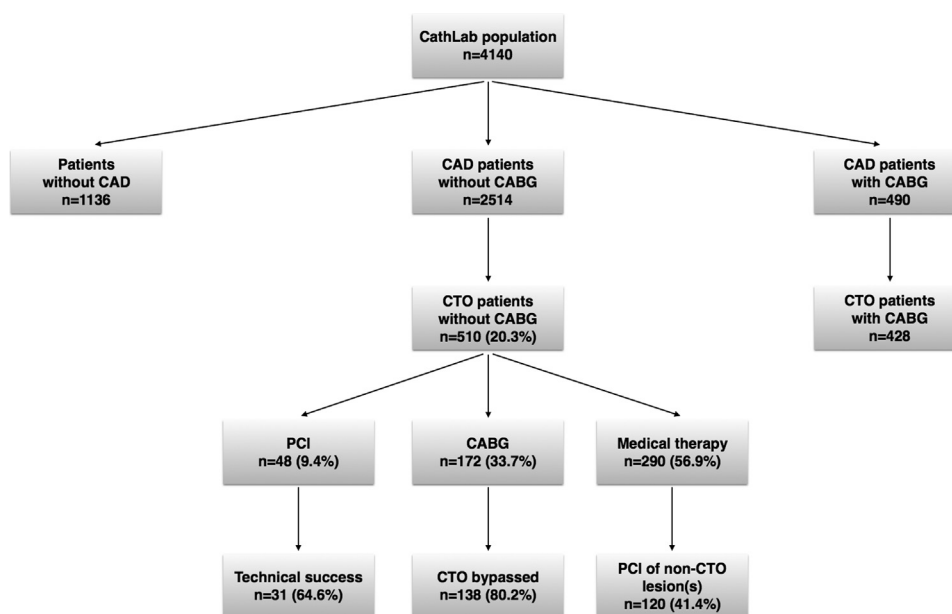 CathLab population
n=4140
Patients
without CAD
n=1136
CAD patients
without CABG
n=2514
CAD patients
with CABG
n=490
CTO patients
without CABG
n=510 (20.3%)
CTO patients
with CABG
n=428
PCI
n=48 (9.4%)
CABG
n=172 (33.7%)
Medical therapy
n=290 (56.9%)
Technical success
n=31 (64.6%)
CTO bypassed
n=138 (80.2%)
PCI of non-CTO
lesion(s)
n=120 (41.4%)